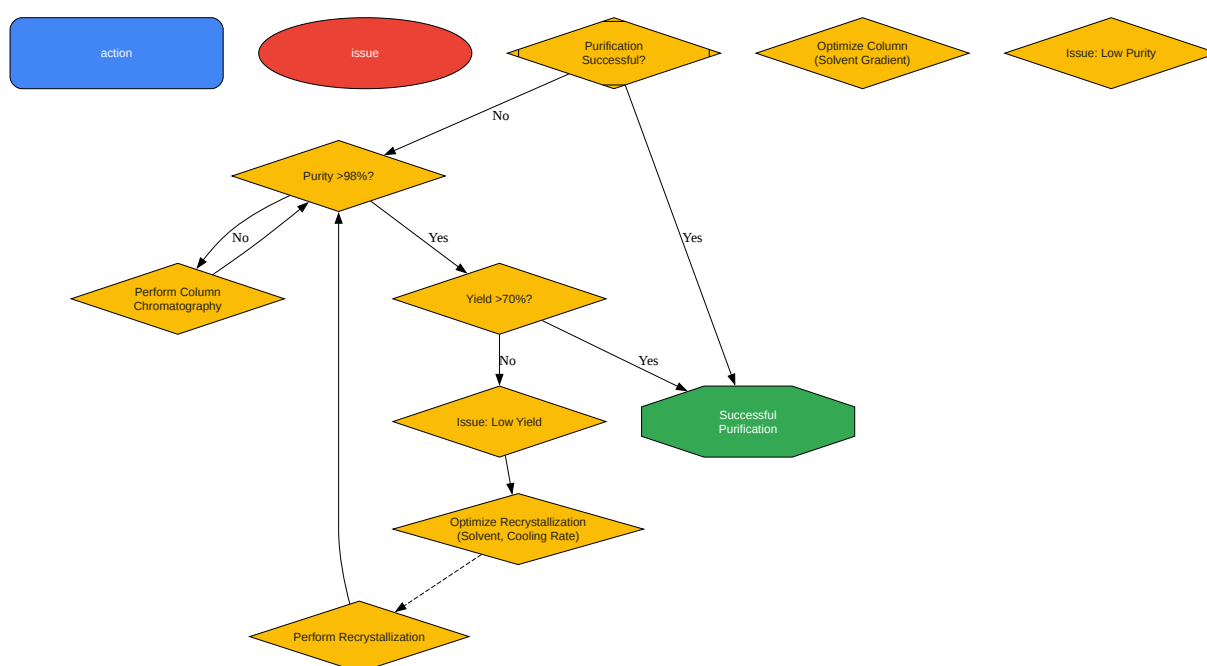 action
issue
Purification
Successful?
Optimize Column
(Solvent Gradient)
Issue: Low Purity
No
Purity >98%?
No
Yes
Yes
Perform Column
Chromatography
Yield >70%?
No
Yes
Issue: Low Yield
Successful
Purification
Optimize Recrystallization
(Solvent, Cooling Rate)
Perform Recrystallization